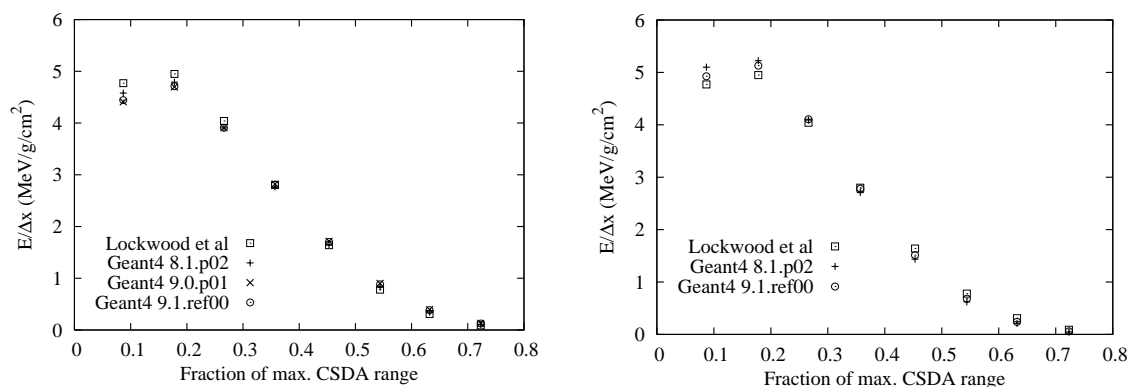 6
5
4
3
2
1
0
0 0.1 0.2 0.3 0.4 0.5 0.6 0.7 0.8
E/Δx (MeV/g/cm²)
Fraction of max. CSDA range
Lockwood et al
Geant4 8.1.p02
Geant4 9.0.p01
Geant4 9.1.ref00
6
5
4
3
2
1
0
0 0.1 0.2 0.3 0.4 0.5 0.6 0.7 0.8
E/Δx (MeV/g/cm²)
Fraction of max. CSDA range
Lockwood et al
Geant4 8.1.p02
Geant4 9.1.ref00